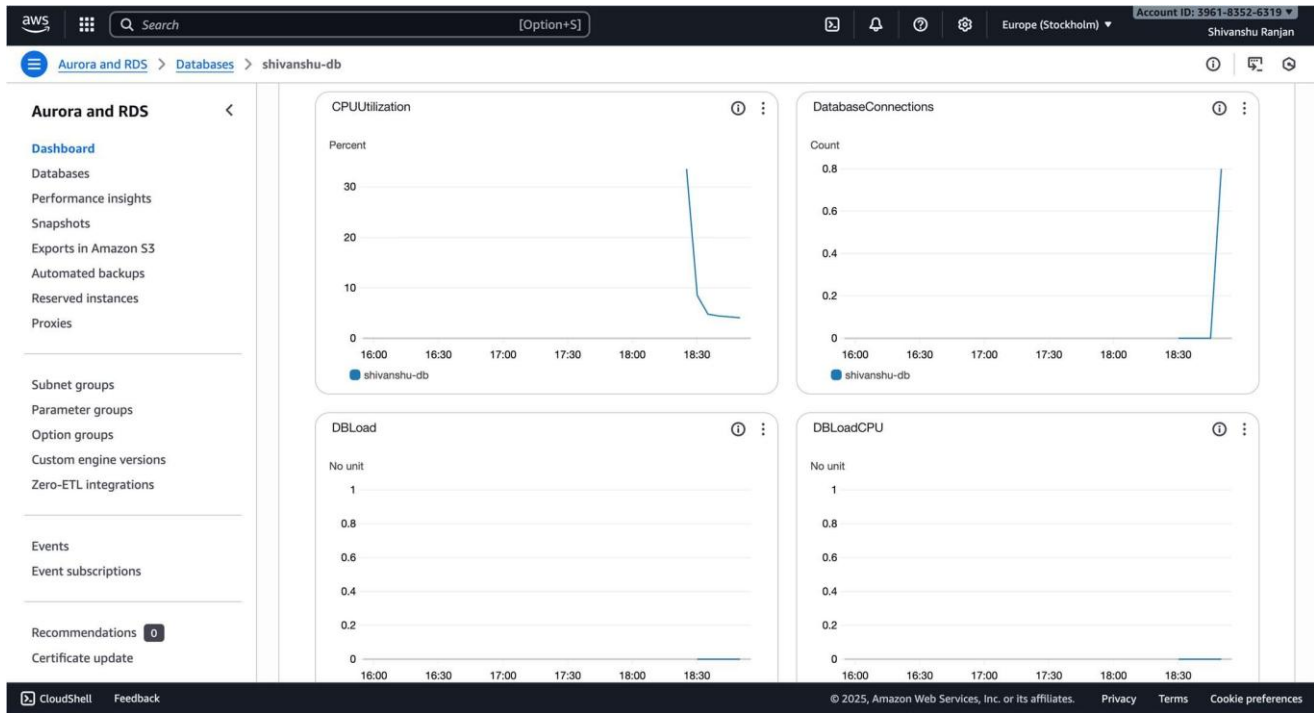 aws
Search [Option+S] Europe (Stockholm) ▼ Account ID: 3961-8352-6319 ▼
Shivanshu Ranjan
Aurora and RDS > Databases > shivanshu-db
Aurora and RDS
Dashboard
Databases
Performance insights
Snapshots
Exports in Amazon S3
Automated backups
Reserved instances
Proxies
Subnet groups
Parameter groups
Option groups
Custom engine versions
Zero-ETL integrations
Events
Event subscriptions
Recommendations 0
Certificate update
CPUUtilization
Percent
30
20
10
0
16:00 16:30 17:00 17:30 18:00 18:30
shivanshu-db
DatabaseConnections
Count
0.8
0.6
0.4
0.2
0
16:00 16:30 17:00 17:30 18:00 18:30
shivanshu-db
DBLoad
No unit
1
0.8
0.6
0.4
0.2
0
16:00 16:30 17:00 17:30 18:00 18:30
DBLoadCPU
No unit
1
0.8
0.6
0.4
0.2
0
16:00 16:30 17:00 17:30 18:00 18:30
CloudShell Feedback © 2025, Amazon Web Services, Inc. or its affiliates. Privacy Terms Cookie preferences